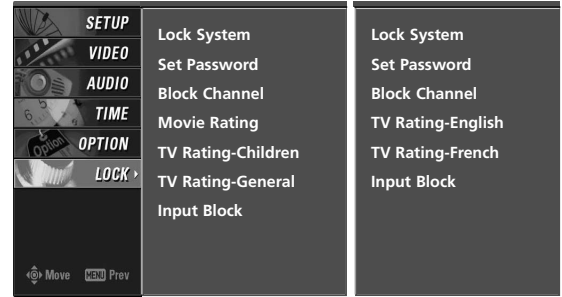 SETUP
VIDEO
AUDIO
TIME
OPTION
LOCK
Move MENU Prev
Lock System
Set Password
Block Channel
Movie Rating
TV Rating-Children
TV Rating-General
Input Block
Lock System
Set Password
Block Channel
TV Rating-English
TV Rating-French
Input Block